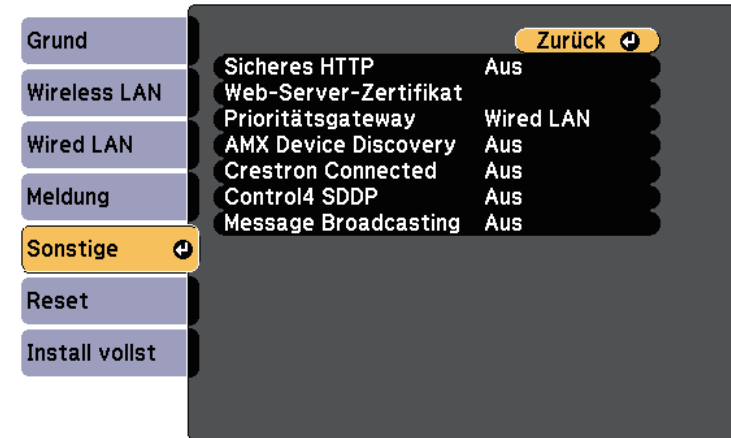 Grund
Wireless LAN
Wired LAN
Meldung
Sonstige
Reset
Install vollst
Zurück
Sicheres HTTP Aus
Web-Server-Zertifikat
Prioritätsgateway Wired LAN
AMX Device Discovery Aus
Crestron Connected Aus
Control4 SDDP Aus
Message Broadcasting Aus